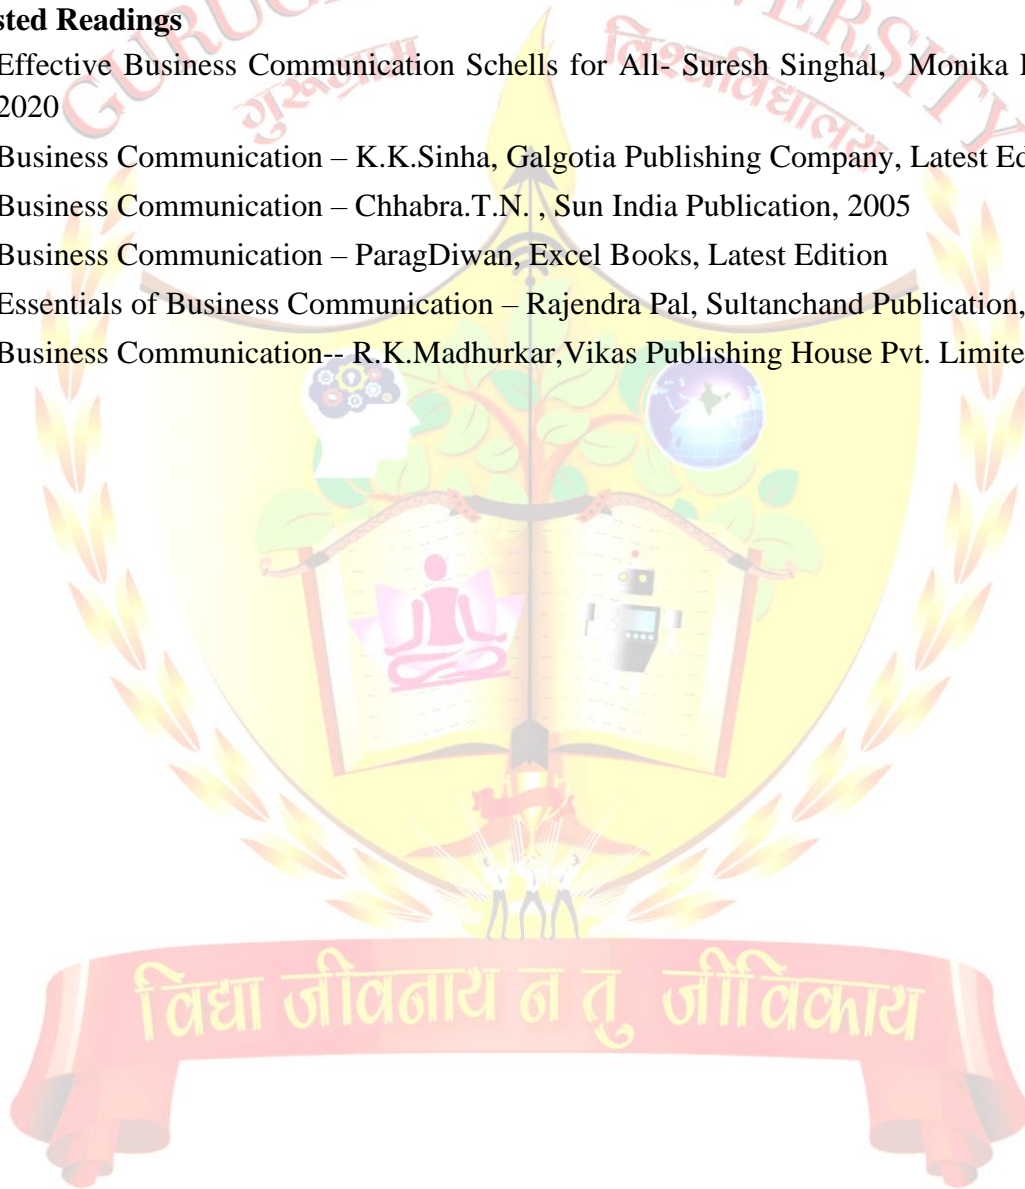 sted Readings
Effective Business Communication Schells for All- Suresh Singhal, Monika
2020
Business Communication – K.K.Sinha, Galgotia Publishing Company, Latest Ed
Business Communication – Chhabra.T.N. , Sun India Publication, 2005
Business Communication – ParagDiwan, Excel Books, Latest Edition
Essentials of Business Communication – Rajendra Pal, Sultanchand Publication,
Business Communication-- R.K.Madhurkar,Vikas Publishing House Pvt. Limite
विद्या जीवनाय न तु जीविकाय